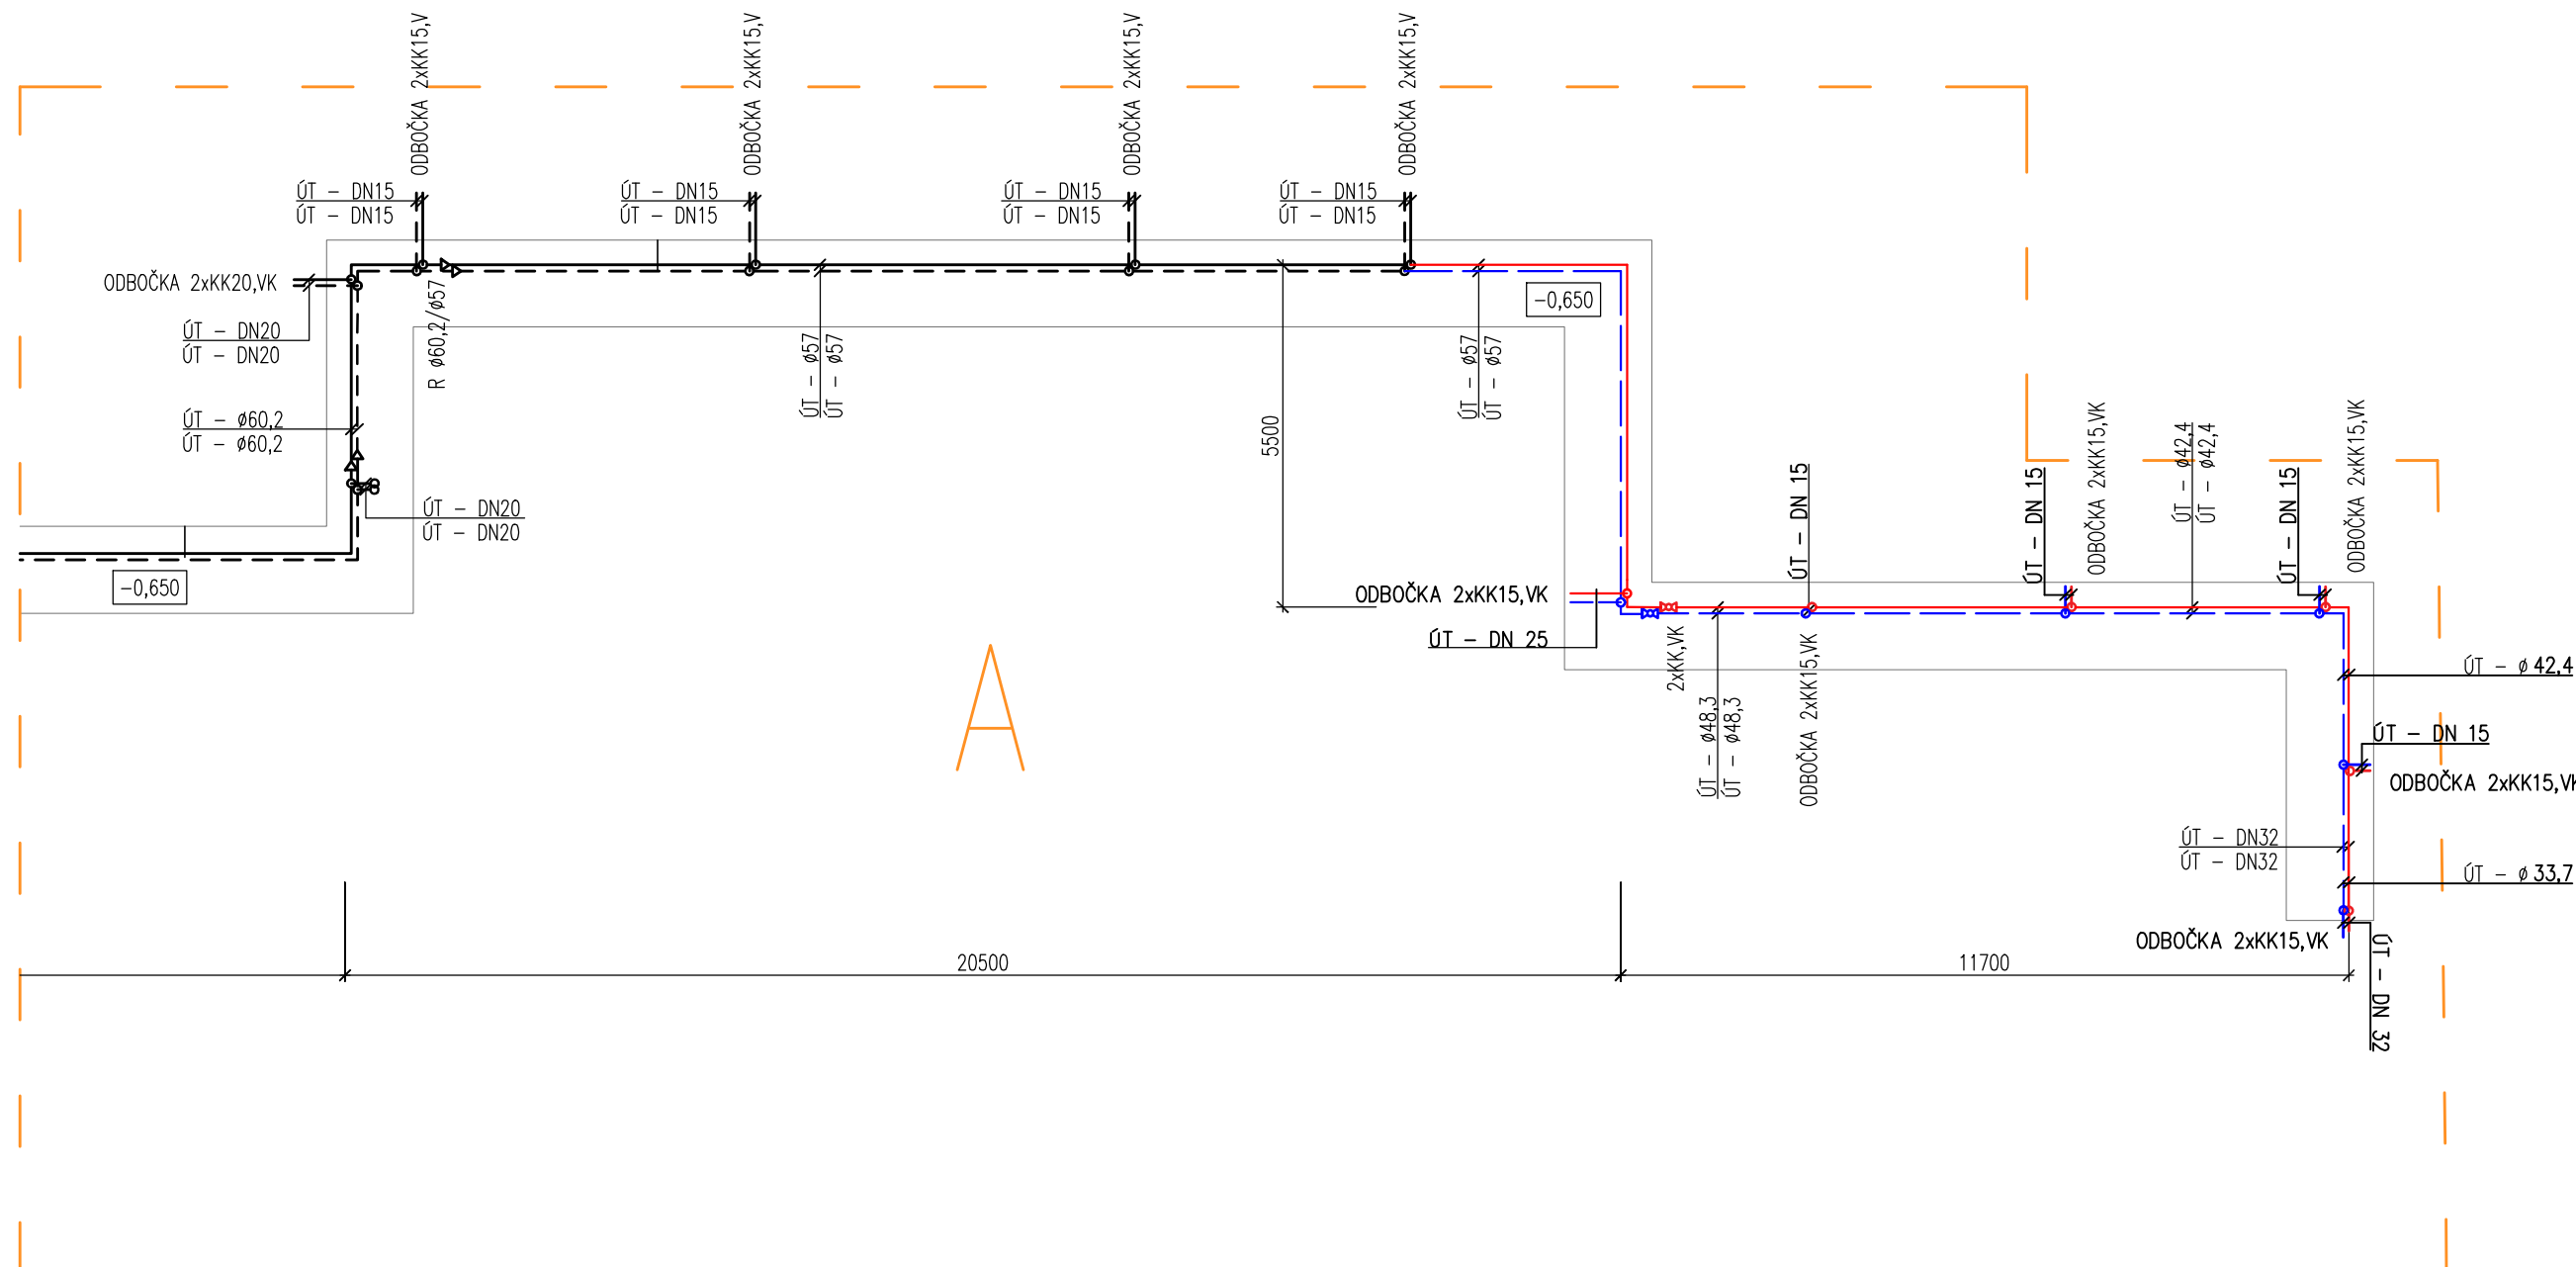 ODBOČKA 2xKK15,V
ODBOČKA 2xKK15,V
ODBOČKA 2xKK15,V
ODBOČKA 2xKK15,V
ÚT – DN15
ÚT – DN15
ÚT – DN15
ÚT – DN15
ÚT – DN15
ÚT – DN15
ÚT – DN15
ÚT – DN15
ODBOČKA 2xKK20,VK
ÚT – DN20
ÚT – DN20
R ø60,2/ø57
ÚT – ø57
ÚT – ø57
ÚT – ø57
ÚT – ø57
-0,650
ÚT – ø60,2
ÚT – ø60,2
5500
ÚT – DN20
ÚT – DN20
-0,650
ODBOČKA 2xKK15,VK
ÚT – DN 25
ÚT – DN 15
ÚT – DN 15
ODBOČKA 2xKK15,VK
ÚT – ø42,4
ÚT – ø42,4
ÚT – DN 15
ODBOČKA 2xKK15,VK
2xKK,VK
ÚT – ø48,3
ÚT – ø48,3
ODBOČKA 2xKK15,VK
A
ÚT – ø 42,4
ÚT – DN 15
ODBOČKA 2xKK15,VK
ÚT – DN32
ÚT – DN32
ÚT – ø 33,7
ODBOČKA 2xKK15,VK
ÚT – DN 32
20500
11700